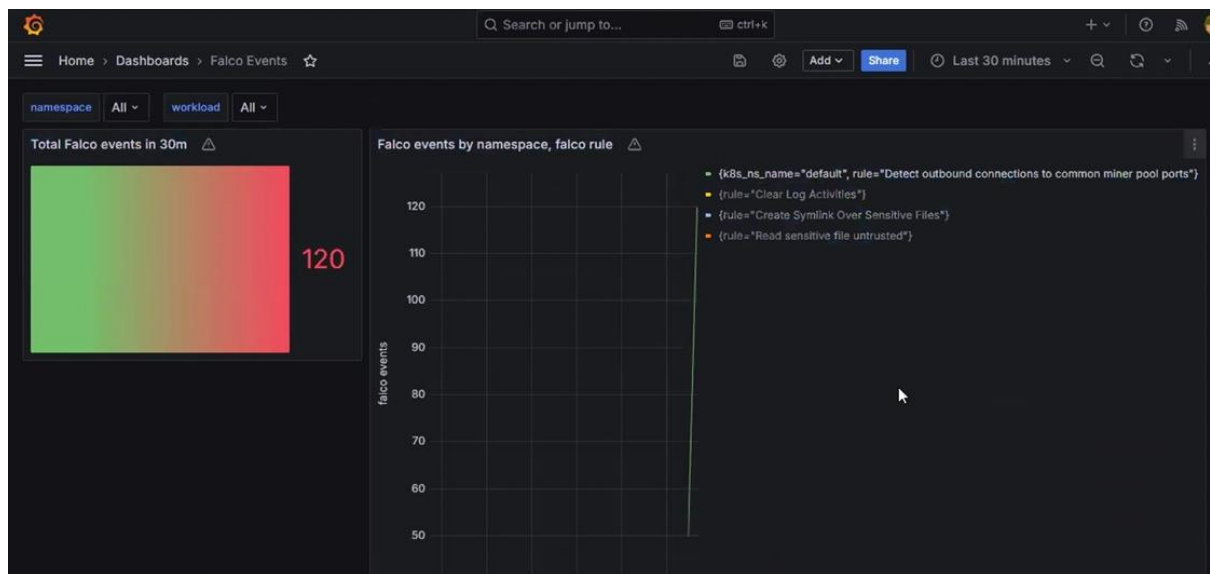 Search or jump to... ctrl+k
Home › Dashboards › Falco Events
Add Share Last 30 minutes
namespace All workload All
Total Falco events in 30m
120
Falco events by namespace, falco rule
falco events
120
110
100
90
80
70
60
50
{k8s_ns_name="default", rule="Detect outbound connections to common miner pool ports"}
{rule="Clear Log Activities"}
{rule="Create Symlink Over Sensitive Files"}
{rule="Read sensitive file untrusted"}